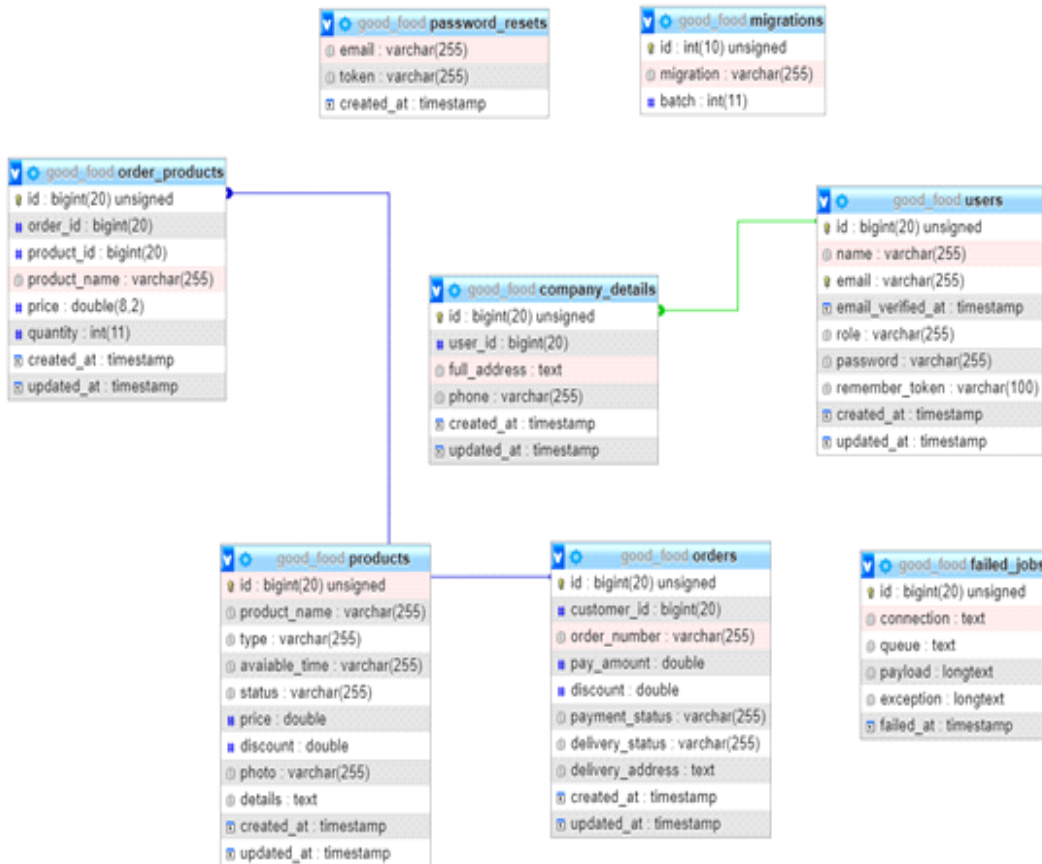 good_food password_resets
email : varchar(255)
token : varchar(255)
created_at : timestamp
good_food migrations
id : int(10) unsigned
migration : varchar(255)
batch : int(11)
good_food order_products
id : bigint(20) unsigned
order_id : bigint(20)
product_id : bigint(20)
product_name : varchar(255)
price : double(8,2)
quantity : int(11)
created_at : timestamp
updated_at : timestamp
good_food company_details
id : bigint(20) unsigned
user_id : bigint(20)
full_address : text
phone : varchar(255)
created_at : timestamp
updated_at : timestamp
good_food users
id : bigint(20) unsigned
name : varchar(255)
email : varchar(255)
email_verified_at : timestamp
role : varchar(255)
password : varchar(255)
remember_token : varchar(100)
created_at : timestamp
updated_at : timestamp
good_food products
id : bigint(20) unsigned
product_name : varchar(255)
type : varchar(255)
avaiable_time : varchar(255)
status : varchar(255)
price : double
discount : double
photo : varchar(255)
details : text
created_at : timestamp
updated_at : timestamp
good_food orders
id : bigint(20) unsigned
customer_id : bigint(20)
order_number : varchar(255)
pay_amount : double
discount : double
payment_status : varchar(255)
delivery_status : varchar(255)
delivery_address : text
created_at : timestamp
updated_at : timestamp
good_food failed_jobs
id : bigint(20) unsigned
connection : text
queue : text
payload : longtext
exception : longtext
failed_at : timestamp